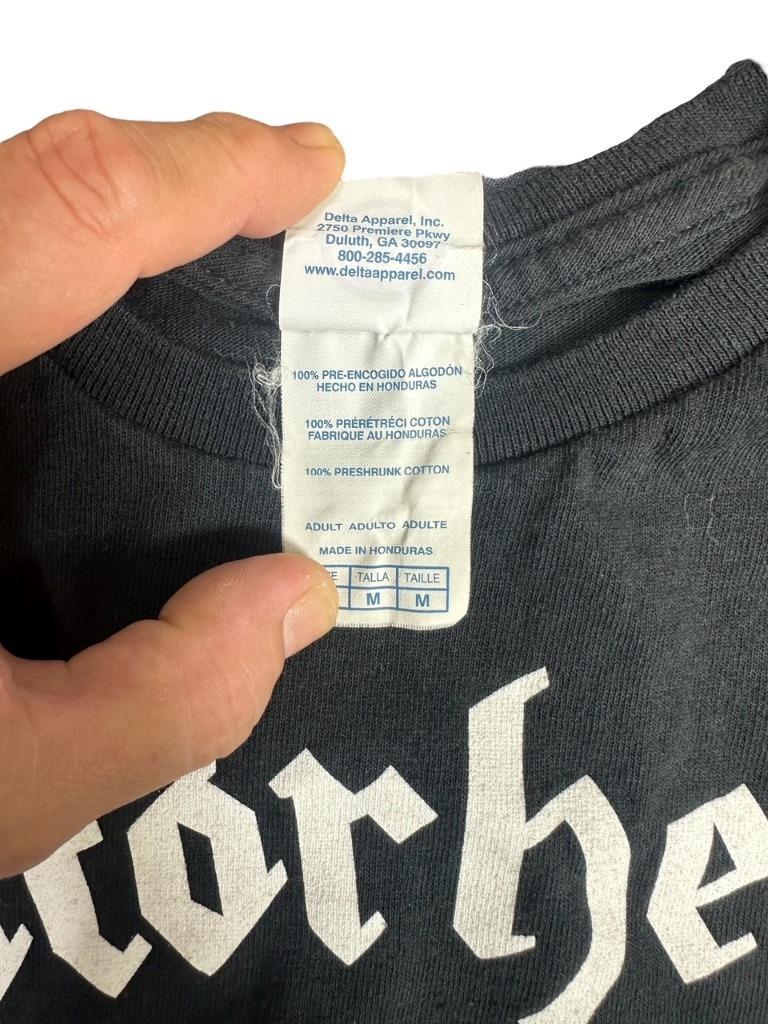 Delta Apparel, Inc.
2750 Premiere Pkwy
Duluth, GA 30097
800-285-4456
www.deltaapparel.com
100% PRE-ENCOGIDO ALGODÓN
HECHO EN HONDURAS
100% PRÉRÉTRÉCI COTON
FABRIQUE AU HONDURAS
100% PRESHRUNK COTTON
ADULT ADULTO ADULTE
MADE IN HONDURAS
TALLA TAILLE
M M
törhe